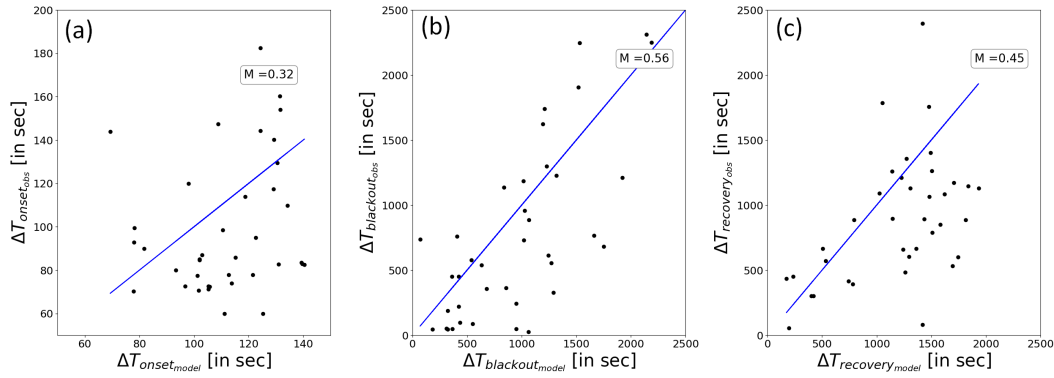 (a)
M =0.32
200
180
160
140
120
100
80
60
60 80 100 120 140
ΔT_onset_obs [in sec]
ΔT_onset_model [in sec]
(b)
M =0.56
2500
2000
1500
1000
500
0
0 500 1000 1500 2000 2500
ΔT_blackout_obs [in sec]
ΔT_blackout_model [in sec]
(c)
M =0.45
2500
2000
1500
1000
500
0
0 500 1000 1500 2000 2500
ΔT_recovery_obs [in sec]
ΔT_recovery_model [in sec]